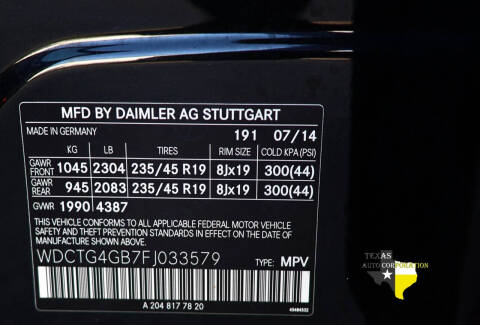 MFD BY DAIMLER AG STUTTGART
MADE IN GERMANY 191 07/14
KG LB TIRES RIM SIZE COLD KPA (PSI)
GAWR FRONT 1045 2304 235/45 R19 8Jx19 300(44)
GAWR REAR 945 2083 235/45 R19 8Jx19 300(44)
GWR 1990 4387
THIS VEHICLE CONFORMS TO ALL APPLICABLE FEDERAL MOTOR VEHICLE
SAFETY AND THEFT PREVENTION STANDARDS IN EFFECT ON THE DATE
OF MANUFACTURE SHOWN ABOVE.
WDCTG4GB7FJ033579 TYPE: MPV
A 204 817 78 20
TEXAS
AUTO CORPORATION